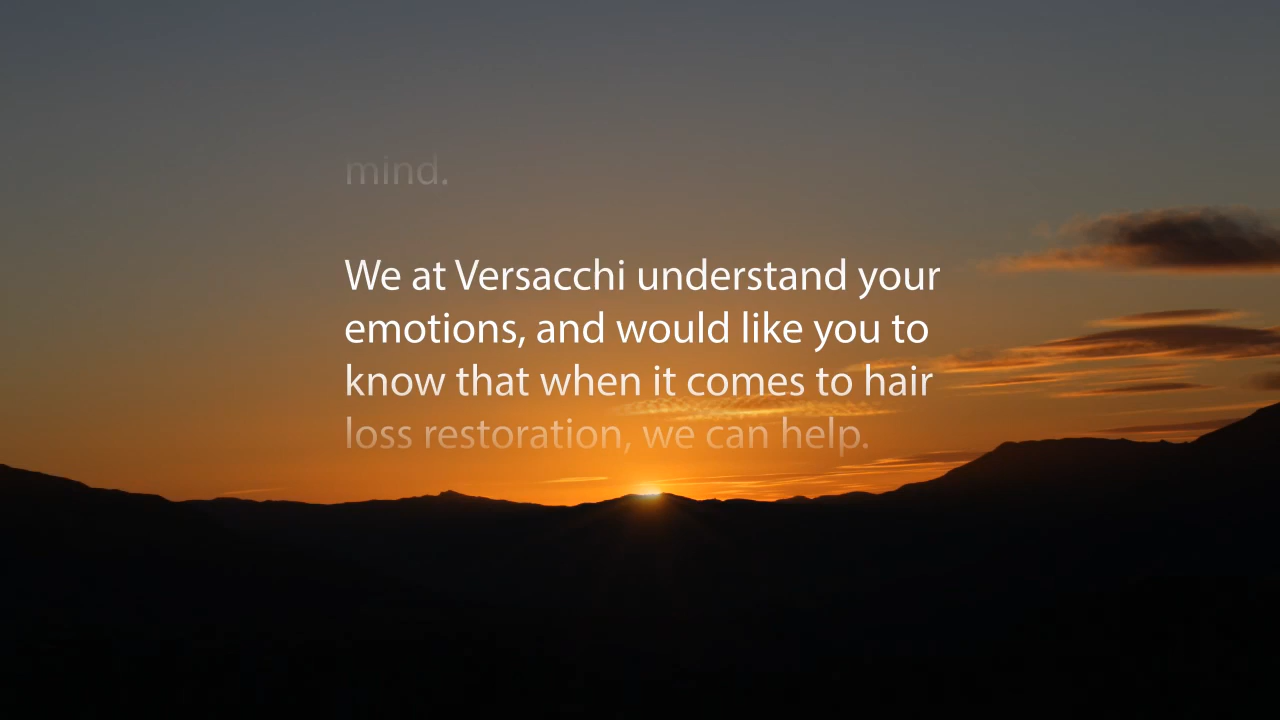 mind.
We at Versacchi understand your
emotions, and would like you to
know that when it comes to hair
loss restoration, we can help.